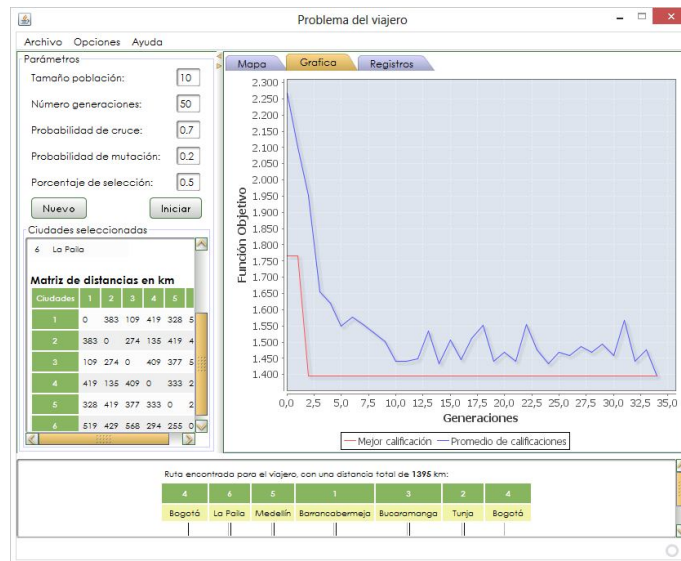 Problema del viajero
Archivo Opciones Ayuda
Parámetros
Tamaño población: 10
Número generaciones: 50
Probabilidad de cruce: 0.7
Probabilidad de mutación: 0.2
Porcentaje de selección: 0.5
Nuevo Iniciar
Ciudades seleccionadas
6 La Paila
Matriz de distancias en km
Ciudades 1 2 3 4 5
1 0 383 109 419 328 5
2 383 0 274 135 419 4
3 109 274 0 409 377 5
4 419 135 409 0 333 2
5 328 419 377 333 0 2
6 519 429 568 294 255 0
Mapa Grafica Registros
Función Objetivo
2.300
2.250
2.200
2.150
2.100
2.050
2.000
1.950
1.900
1.850
1.800
1.750
1.700
1.650
1.600
1.550
1.500
1.450
1.400
0,0 2,5 5,0 7,5 10,0 12,5 15,0 17,5 20,0 22,5 25,0 27,5 30,0 32,5 35,0
Generaciones
Mejor calificación Promedio de calificaciones
Ruta encontrada para el viajero, con una distancia total de 1395 km:
4 6 5 1 3 2 4
Bogotá La Paila Medellín Barrancabermeja Bucaramanga Tunja Bogotá